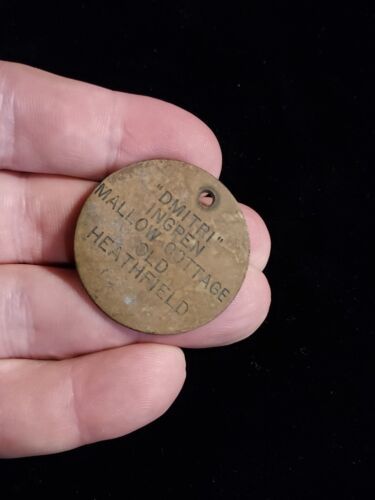 "DMITRI"
INGPEN
MALLOW COTTAGE
OLD
HEATHFIELD